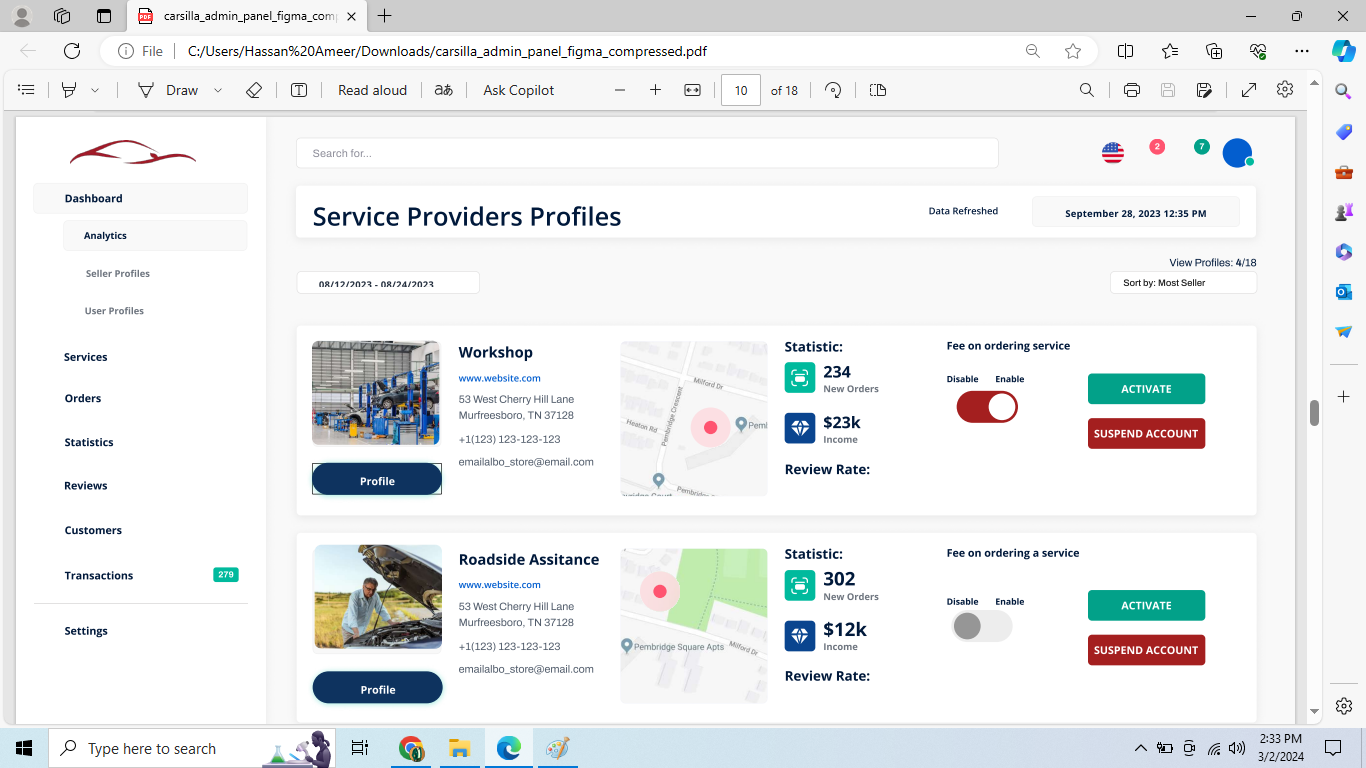 carsilla_admin_panel_figma_comp
File
C:/Users/Hassan%20Ameer/Downloads/carsilla_admin_panel_figma_compressed.pdf
Draw
Read aloud
Ask Copilot
10
of 18
Search for...
2
7
Dashboard
Analytics
Seller Profiles
User Profiles
Services
Orders
Statistics
Reviews
Customers
Transactions
279
Settings
Service Providers Profiles
Data Refreshed
September 28, 2023 12:35 PM
View Profiles: 4/18
08/12/2023 - 08/24/2023
Sort by: Most Seller
Workshop
www.website.com
53 West Cherry Hill Lane
Murfreesboro, TN 37128
+1(123) 123-123-123
emailalbo_store@email.com
Profile
Milford Dr
Pembridge Crescent
Heaton Rd
Statistic:
234
New Orders
$23k
Income
Review Rate:
Fee on ordering service
Disable
Enable
ACTIVATE
SUSPEND ACCOUNT
Roadside Assitance
www.website.com
53 West Cherry Hill Lane
Murfreesboro, TN 37128
+1(123) 123-123-123
emailalbo_store@email.com
Profile
Pembridge Square Apts
Milford Dr
Statistic:
302
New Orders
$12k
Income
Review Rate:
Fee on ordering a service
Disable
Enable
ACTIVATE
SUSPEND ACCOUNT
Type here to search
2:33 PM
3/2/2024